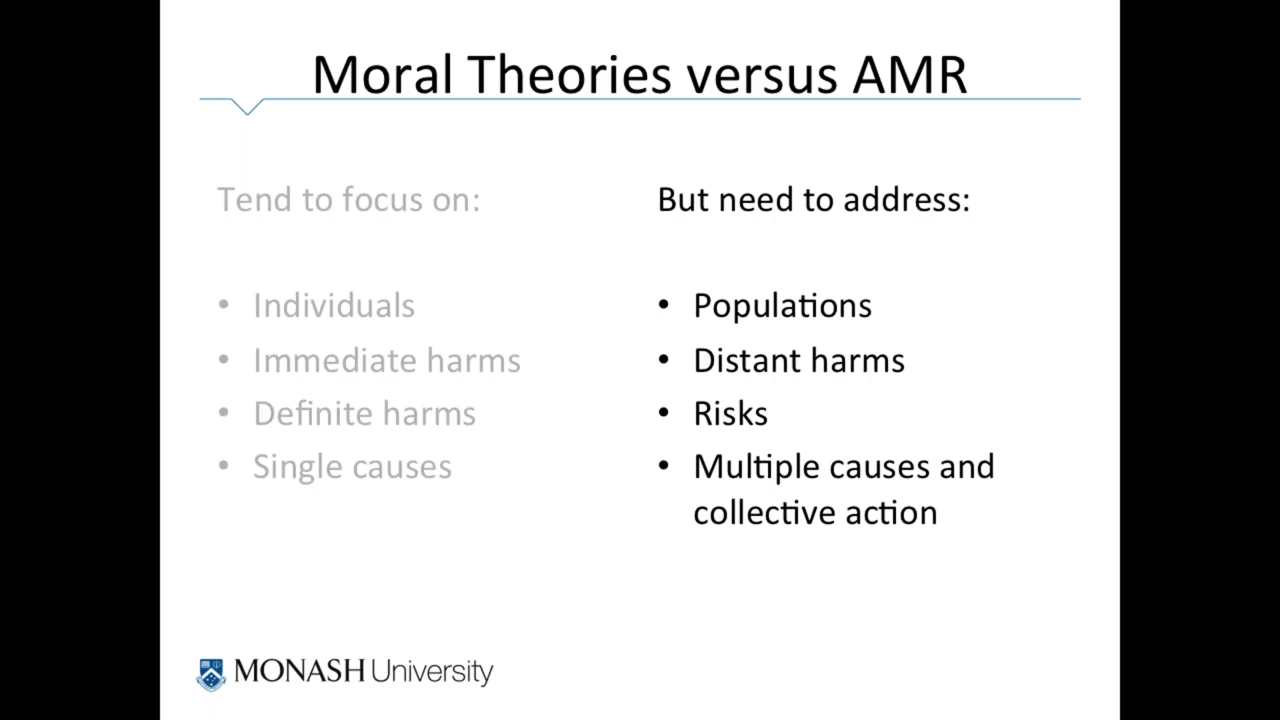 Moral Theories versus AMR
Tend to focus on:
• Individuals
• Immediate harms
• Definite harms
• Single causes
But need to address:
• Populations
• Distant harms
• Risks
• Multiple causes and
collective action
MONASH University